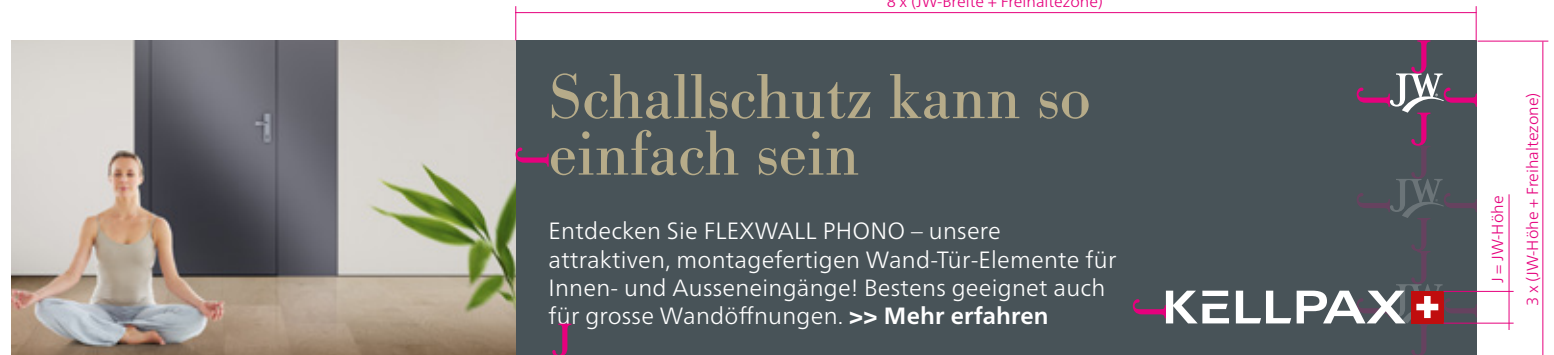 8 x (JW-Breite + Freihaltezone)
Schallschutz kann so
einfach sein
Entdecken Sie FLEXWALL PHONO – unsere
attraktiven, montagefertigen Wand-Tür-Elemente für
Innen- und Ausseneingänge! Bestens geeignet auch
für grosse Wandöffnungen. >> Mehr erfahren
J
J
JW
J
J
J
J
JW
J
KELLPAX
JW
J
J = JW-Höhe
3 x (JW-Höhe + Freihaltezone)